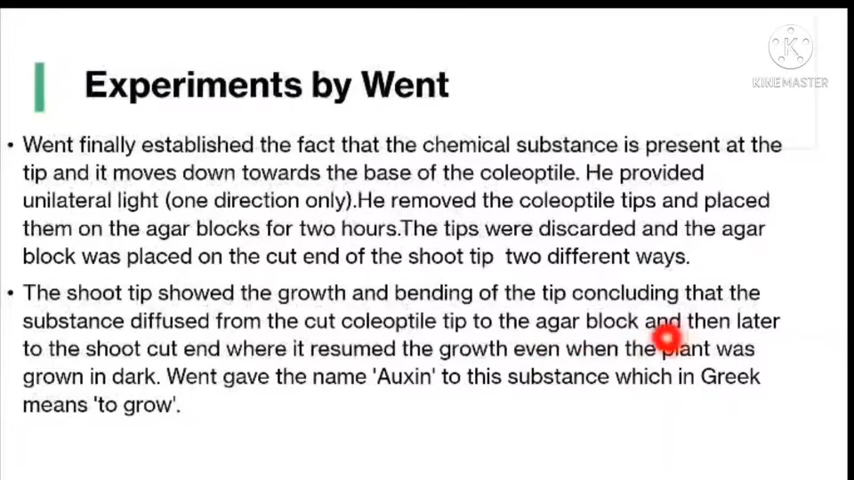 KINEMASTER
Experiments by Went
• Went finally established the fact that the chemical substance is present at the
tip and it moves down towards the base of the coleoptile. He provided
unilateral light (one direction only).He removed the coleoptile tips and placed
them on the agar blocks for two hours.The tips were discarded and the agar
block was placed on the cut end of the shoot tip two different ways.
• The shoot tip showed the growth and bending of the tip concluding that the
substance diffused from the cut coleoptile tip to the agar block and then later
to the shoot cut end where it resumed the growth even when the plant was
grown in dark. Went gave the name 'Auxin' to this substance which in Greek
means 'to grow'.